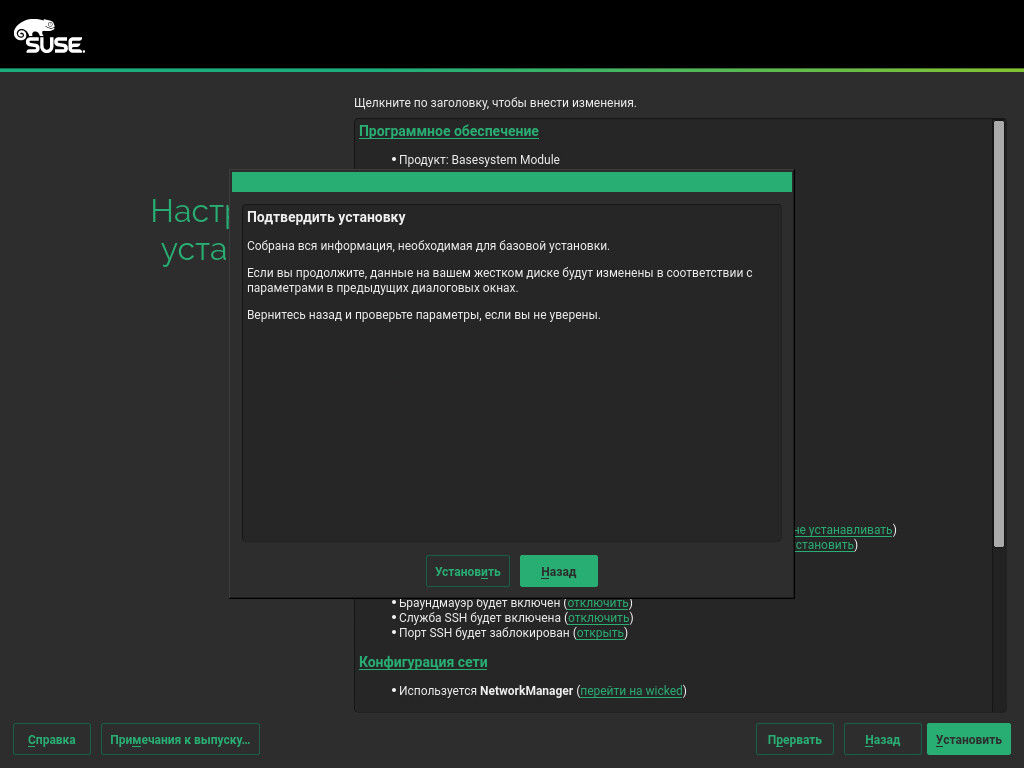 SUSE.
Щелкните по заголовку, чтобы внести изменения.
Программное обеспечение
• Продукт: Basesystem Module
Подтвердить установку
Собрана вся информация, необходимая для базовой установки.
Если вы продолжите, данные на вашем жестком диске будут изменены в соответствии с
параметрами в предыдущих диалоговых окнах.
Вернитесь назад и проверьте параметры, если вы не уверены.
не устанавливать)
Установить
Назад
• Брандмауэр будет включен (отключить)
• Служба SSH будет включена (отключить)
• Порт SSH будет заблокирован (открыть)
Конфигурация сети
• Используется NetworkManager (перейти на wicked)
Справка
Примечания к выпуску...
Прервать
Назад
Установить